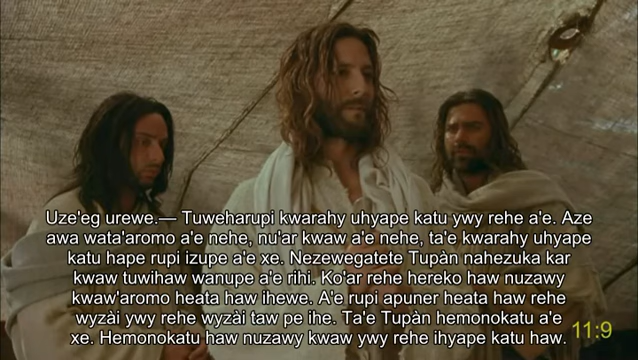 Uze'eg urewe.— Tuweharupi kwarahy uhyape katu ywy rehe a'e. Aze
awa wata'aromo a'e nehe, nu'ar kwaw a'e nehe, ta'e kwarahy uhyape
katu hape rupi izupe a'e xe. Nezewegatete Tupàn nahezuka kar
kwaw tuwihaw wanupe a'e rihi. Ko'ar rehe hereko haw nuzawy
kwaw'aromo heata haw ihewe. A'e rupi apuner heata haw rehe
wyzài ywy rehe wyzài taw pe ihe. Ta'e Tupàn hemonokatu a'e
xe. Hemonokatu haw nuzawy kwaw ywy rehe ihyape katu haw.
11:9